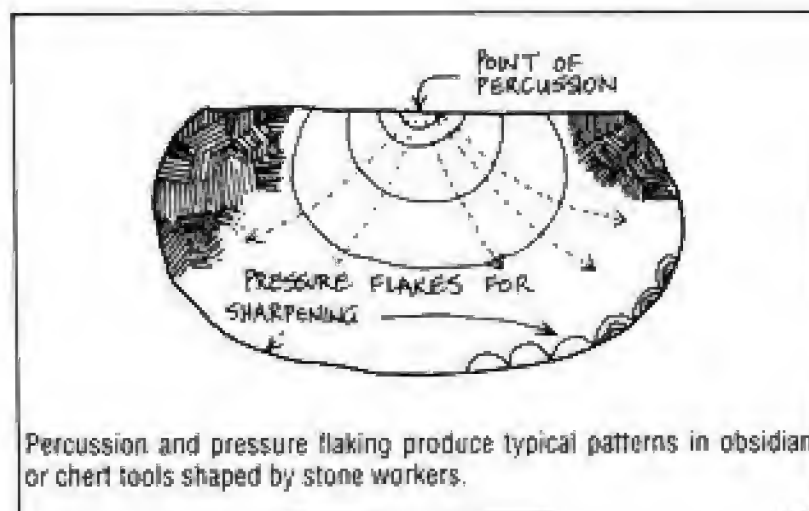 POINT OF
PERCUSSION
PRESSURE FLAKES FOR
SHARPENING
Percussion and pressure flaking produce typical patterns in obsidian
or chert tools shaped by stone workers.